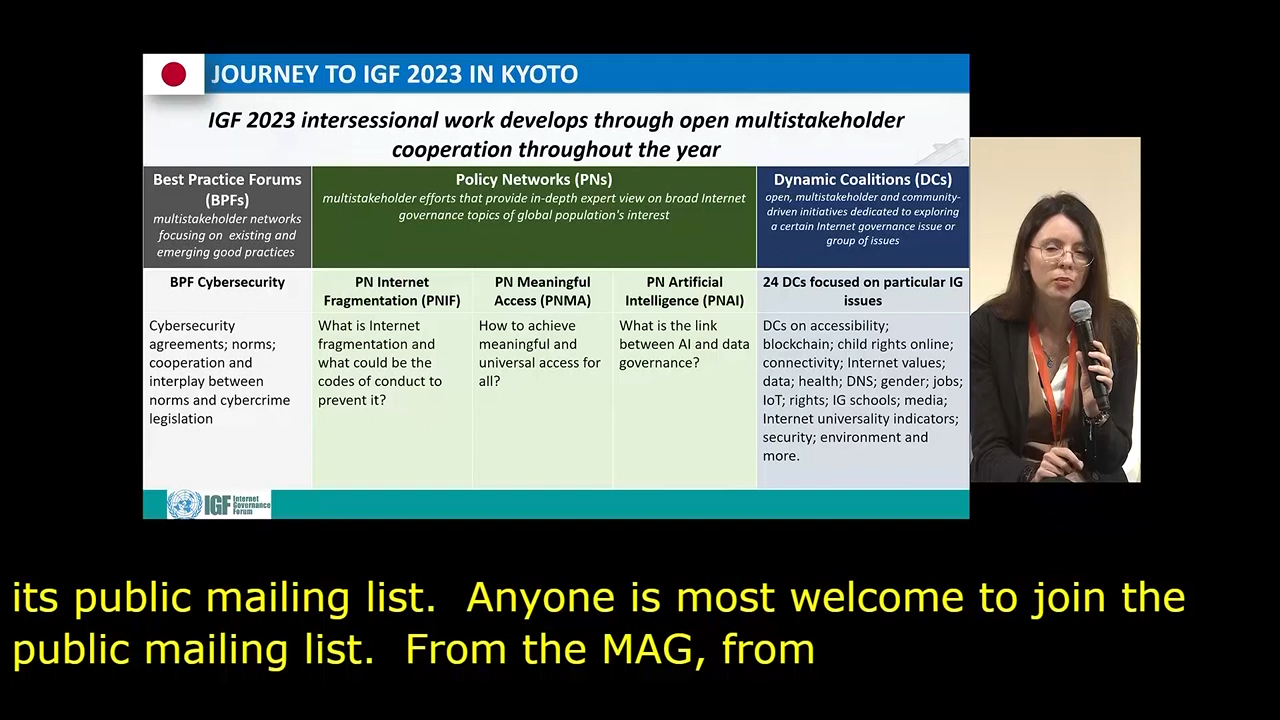 JOURNEY TO IGF 2023 IN KYOTO
IGF 2023 intersessional work develops through open multistakeholder
cooperation throughout the year
Best Practice Forums
(BPFs)
multistakeholder networks
focusing on existing and
emerging good practices
Policy Networks (PNs)
multistakeholder efforts that provide in-depth expert view on broad Internet
governance topics of global population's interest
Dynamic Coalitions (DCs)
open, multistakeholder and community-
driven initiatives dedicated to exploring
a certain Internet governance issue or
group of issues
BPF Cybersecurity
PN Internet
Fragmentation (PNIF)
PN Meaningful
Access (PNMA)
PN Artificial
Intelligence (PNAI)
24 DCs focused on particular IG
issues
Cybersecurity
agreements; norms;
cooperation and
interplay between
norms and cybercrime
legislation
What is Internet
fragmentation and
what could be the
codes of conduct to
prevent it?
How to achieve
meaningful and
universal access for
all?
What is the link
between AI and data
governance?
DCs on accessibility;
blockchain; child rights online;
connectivity; Internet values;
data; health; DNS; gender; jobs;
IoT; rights; IG schools; media;
Internet universality indicators;
security; environment and
more.
IGF
Internet
Governance
Forum
its public mailing list.  Anyone is most welcome to join the
public mailing list.  From the MAG, from